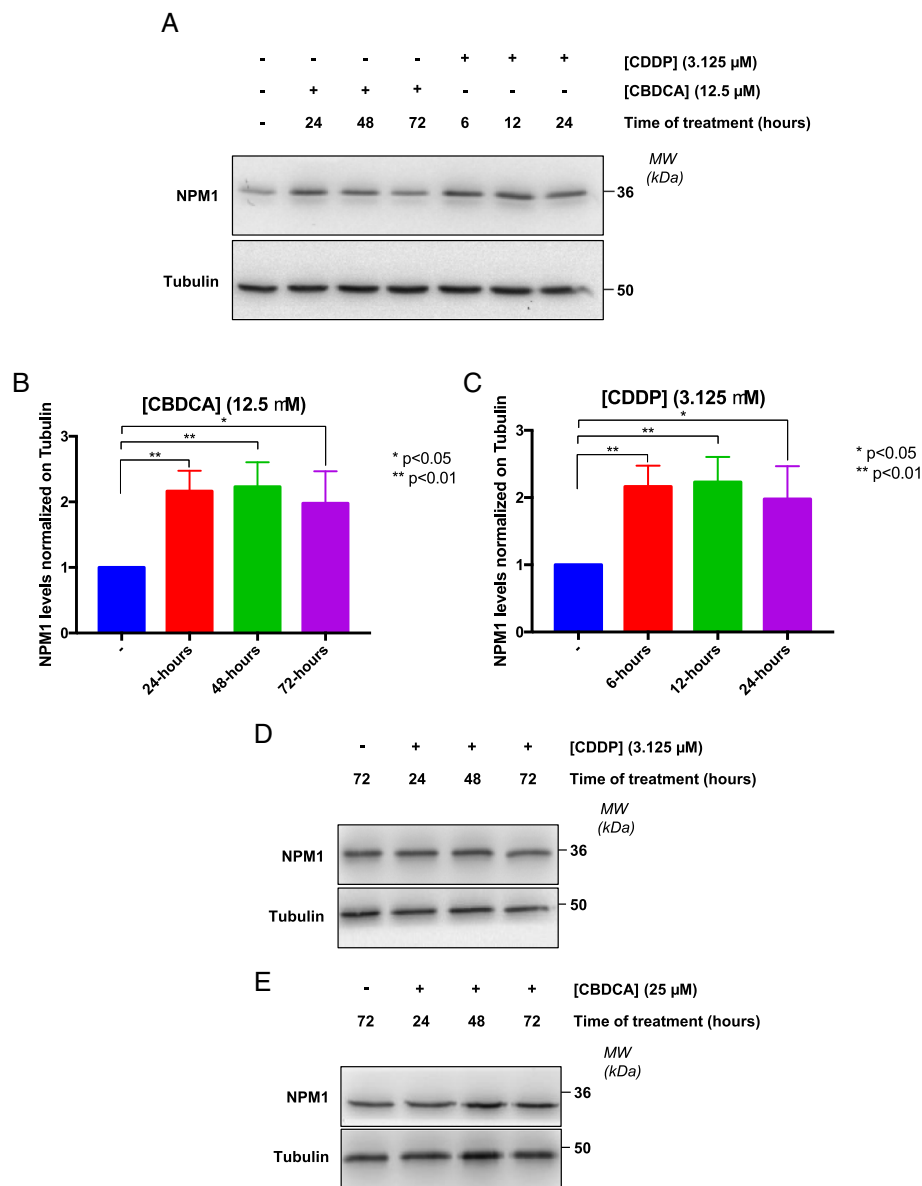 A
- - - - + + + [CDDP] (3.125 µM)
- + + + - - - [CBDCA] (12.5 µM)
- 24 48 72 6 12 24 Time of treatment (hours)
MW
(kDa)
NPM1 36
Tubulin 50
B
[CBDCA] (12.5 mM)
NPM1 levels normalized on Tubulin
3
2
1
0
*
**
**
* p<0.05
** p<0.01
- 24-hours 48-hours 72-hours
C
[CDDP] (3.125 mM)
NPM1 levels normalized on Tubulin
3
2
1
0
*
**
**
* p<0.05
** p<0.01
- 6-hours 12-hours 24-hours
D
- + + + [CDDP] (3.125 µM)
72 24 48 72 Time of treatment (hours)
MW
(kDa)
NPM1 36
Tubulin 50
E
- + + + [CBDCA] (25 µM)
72 24 48 72 Time of treatment (hours)
MW
(kDa)
NPM1 36
Tubulin 50